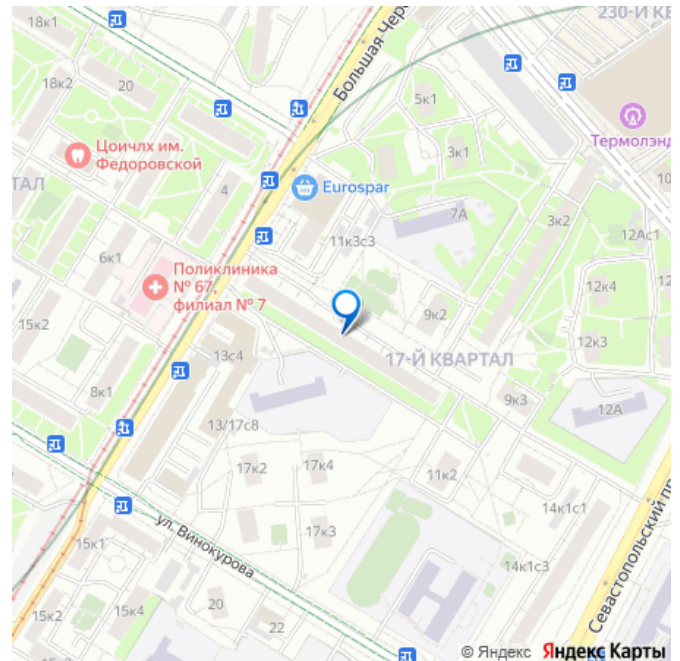 18к1
230-Й КВ
Большая Чер
18к2
20
5к1
Термолэнд
Цоичлх им.
Федоровской
3к1
10
ТАЛ
4
Eurospar
7А
3к2
12Ас1
11к3с3
6к1
Поликлиника
№ 67,
филиал № 7
12к4
9к2
15к2
12к3
13с4
17-Й КВАРТАЛ
8к1
9к3
12А
13/17с8
17к2
17к4
11к2
14к1с1
ул. Винокурова
17к3
15к1
14к1с3
Севастопольский пр
20
15к2
15к4
22
© Яндекс Яндекс Карты